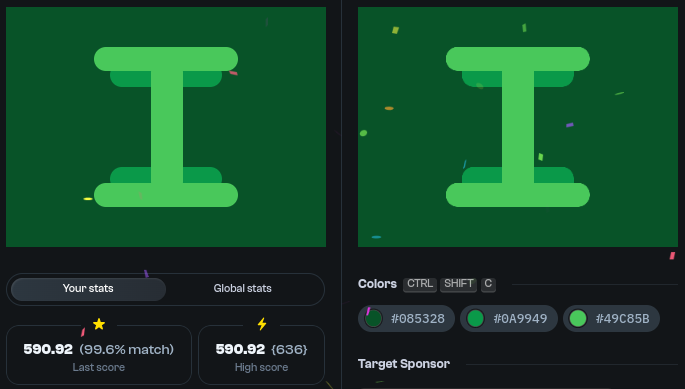 Your stats
Global stats
590.92 (99.6% match)
Last score
590.92 {636}
High score
Colors CTRL SHIFT C
#085328
#0A9949
#49C85B
Target Sponsor